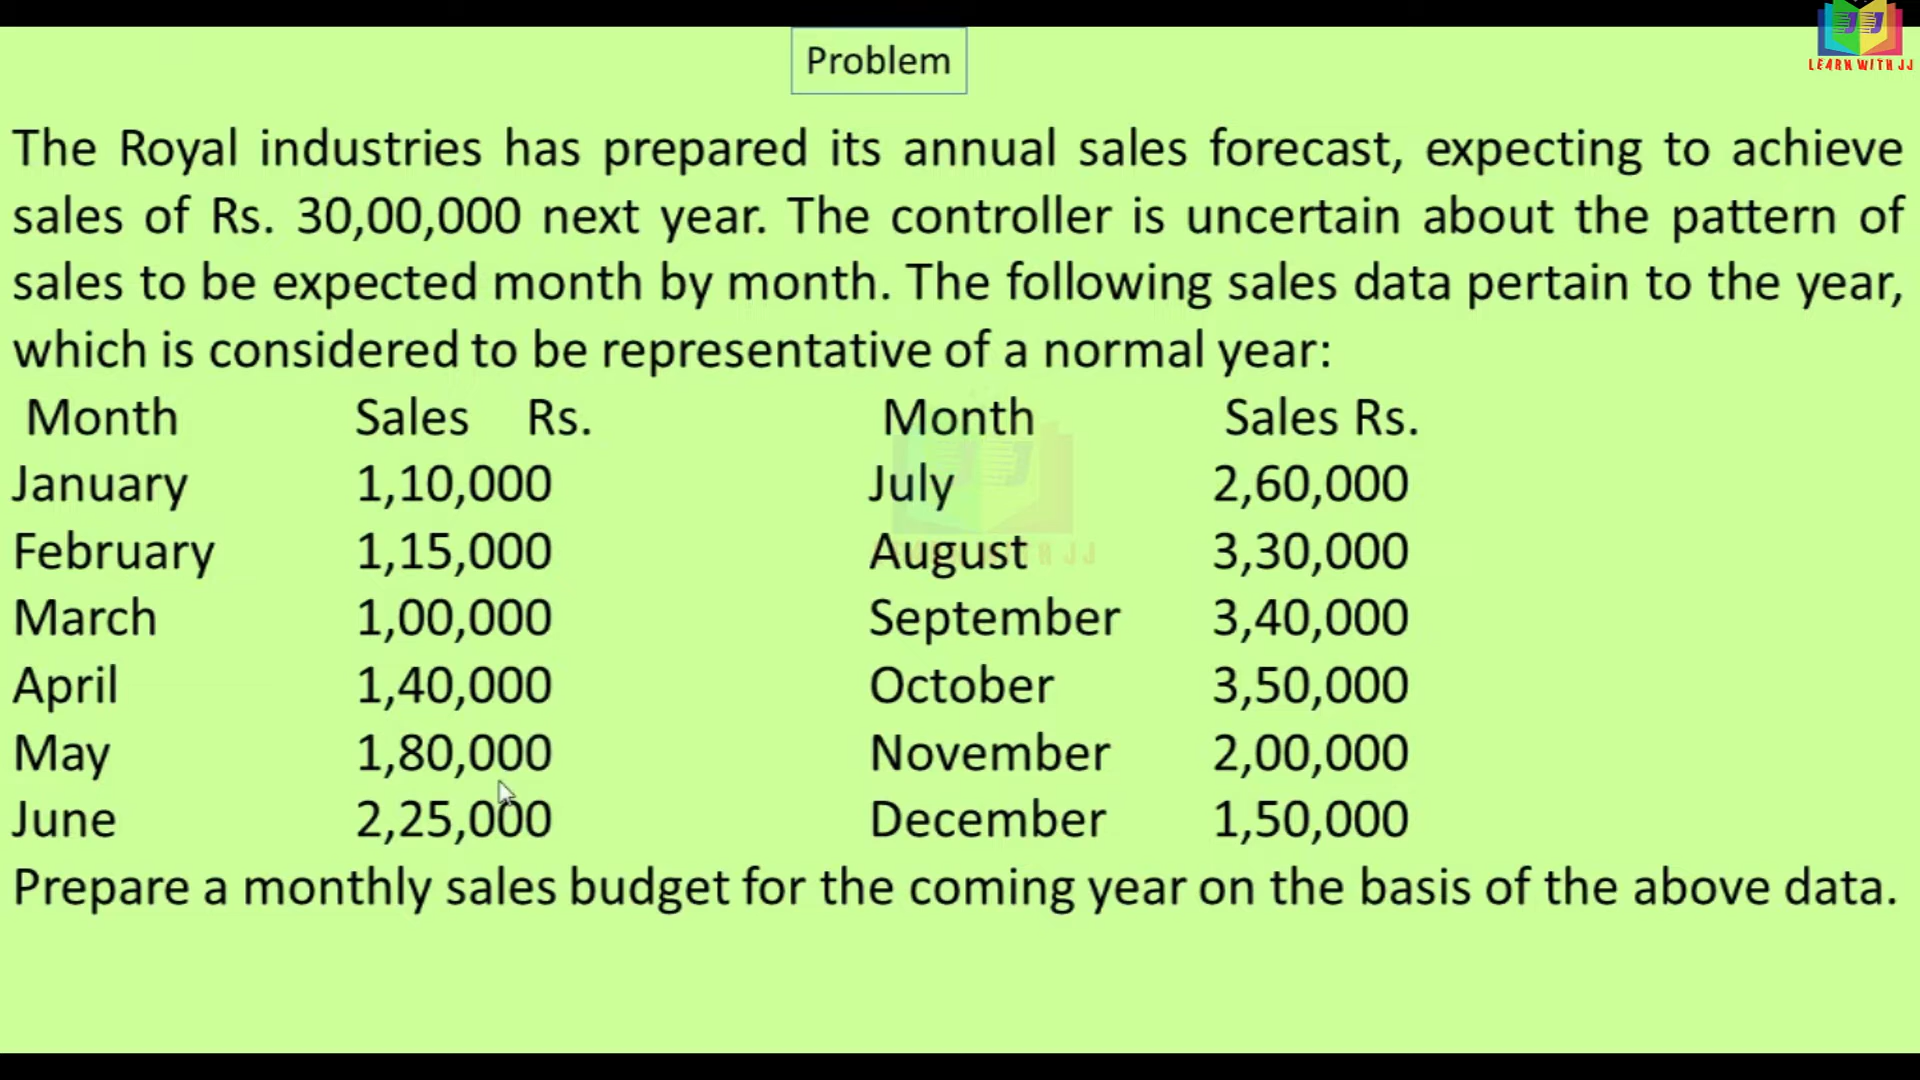 LEARN WITH JJ
Problem
The Royal industries has prepared its annual sales forecast, expecting to achieve
sales of Rs. 30,00,000 next year. The controller is uncertain about the pattern of
sales to be expected month by month. The following sales data pertain to the year,
which is considered to be representative of a normal year:
Month Sales Rs. Month Sales Rs.
January 1,10,000 July 2,60,000
February 1,15,000 August 3,30,000
March 1,00,000 September 3,40,000
April 1,40,000 October 3,50,000
May 1,80,000 November 2,00,000
June 2,25,000 December 1,50,000
Prepare a monthly sales budget for the coming year on the basis of the above data.